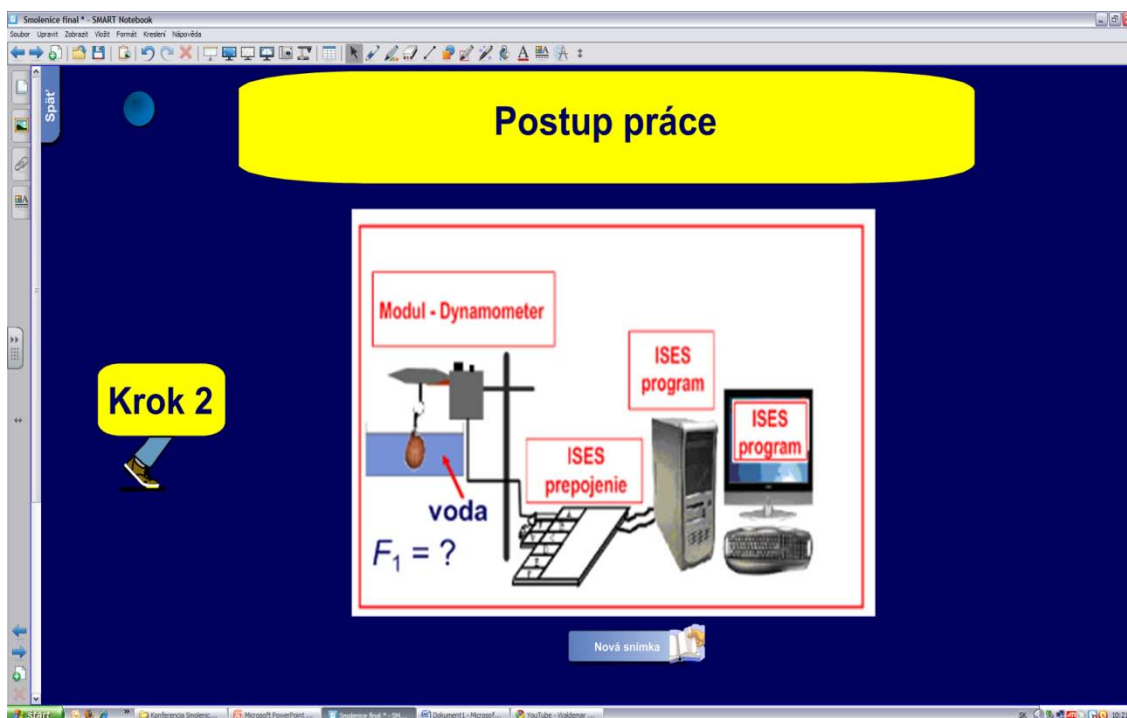 Smolenice final * - SMART Notebook
Soubor Upravit Zobrazit Vložit Formát Kreslení Nápověda
Späť
Postup práce
Modul - Dynamometer
ISES
program
ISES
program
Krok 2
ISES
prepojenie
voda
F₁ = ?
Nová snímka
start
Konferencia Smolenic...
Microsoft PowerPoint ...
Smolenice final * - SM...
Dokument1 - Microsof...
YouTube - Waldemar ...
SK